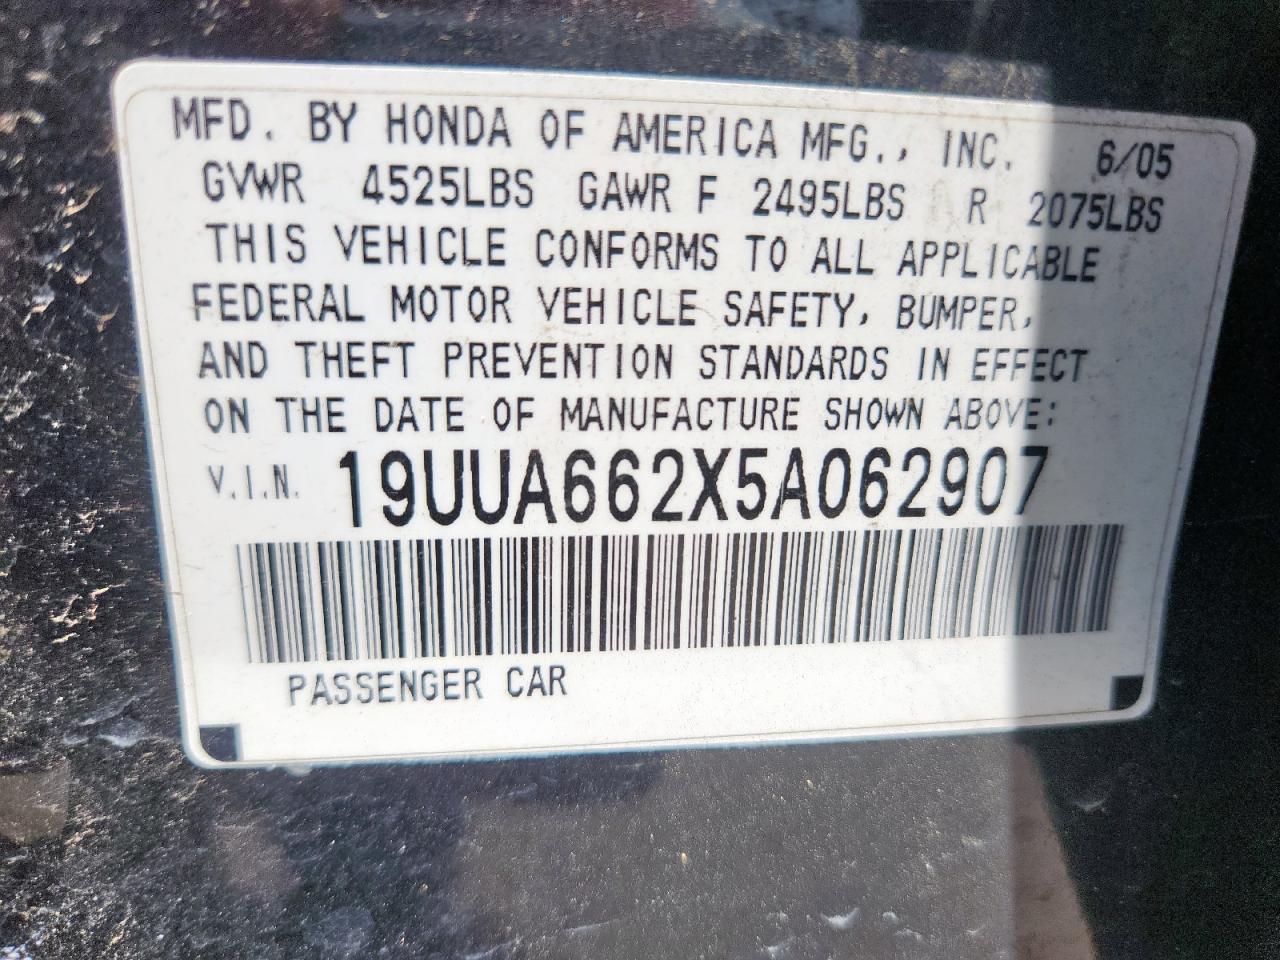 MFD. BY HONDA OF AMERICA MFG., INC. 6/05
GVWR 4525LBS GAWR F 2495LBS R 2075LBS
THIS VEHICLE CONFORMS TO ALL APPLICABLE
FEDERAL MOTOR VEHICLE SAFETY, BUMPER,
AND THEFT PREVENTION STANDARDS IN EFFECT
ON THE DATE OF MANUFACTURE SHOWN ABOVE:
V.I.N. 19UUA662X5A062907
PASSENGER CAR